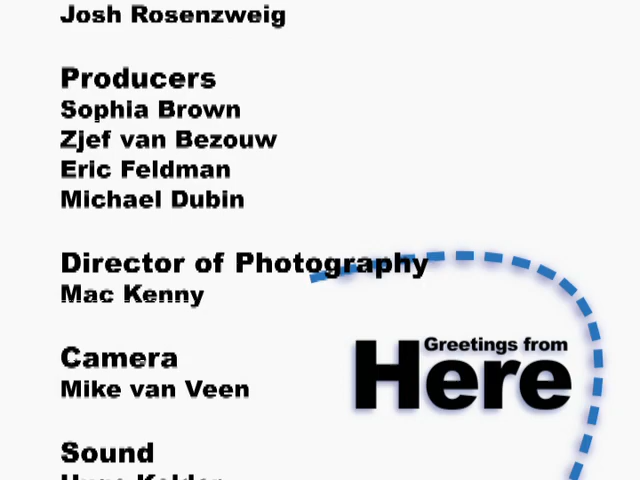 Josh Rosenzweig
Producers
Sophia Brown
Zjef van Bezouw
Eric Feldman
Michael Dubin
Director of Photography
Mac Kenny
Camera
Mike van Veen
Greetings from
Here
Sound